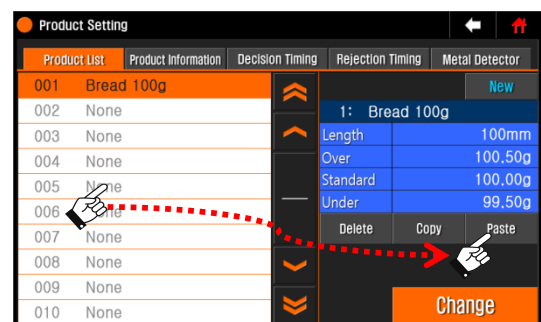 Product Setting
Product List Product Information Decision Timing Rejection Timing Metal Detector
001 Bread 100g
002 None
003 None
004 None
005 None
006 None
007 None
008 None
009 None
010 None
New
1: Bread 100g
Length 100mm
Over 100,50g
Standard 100,00g
Under 99,50g
Delete Copy Paste
Change